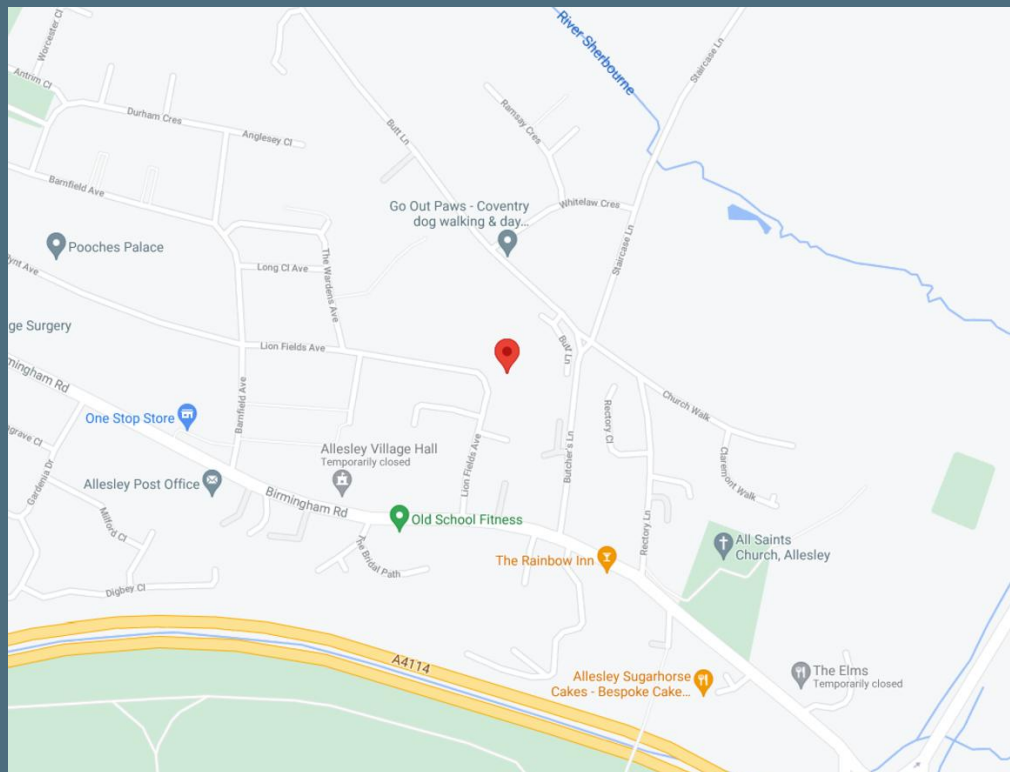 River Sherbourne
Staircase Ln
Worcester Cl
Antrim Cl
Durham Cres
Anglesey Cl
Butt Ln
Ramsay Cres
Barnfield Ave
Go Out Paws - Coventry
dog walking & day...
Whitelaw Cres
Staircase Ln
Pooches Palace
Long Cl Ave
The Wardens Ave
lynt Ave
ge Surgery
Lion Fields Ave
Butt Ln
mingham Rd
Barnfield Ave
One Stop Store
Church Walk
Rectory Cl
Claremont Walk
Butcher's Ln
Lion Fields Ave
Allesley Village Hall
Temporarily closed
grave Cl
Gardenia Dr
Allesley Post Office
Birmingham Rd
Milford Cl
Old School Fitness
Rectory Ln
The Rainbow Inn
All Saints
Church, Allesley
The Bridal Path
Digbey Cl
A4114
Allesley Sugarhorse
Cakes - Bespoke Cake...
The Elms
Temporarily closed